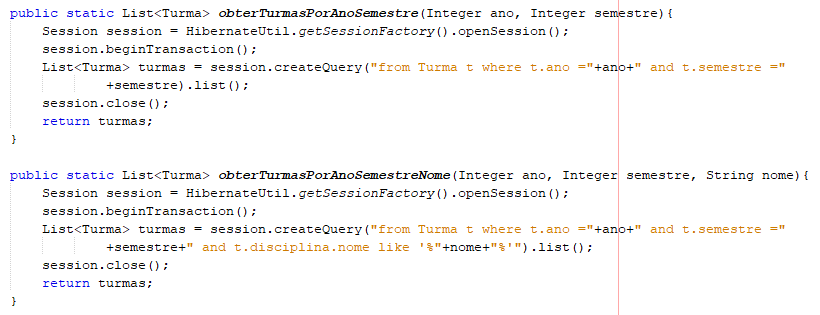 public static List<Turma> obterTurmasPorAnoSemestre(Integer ano, Integer semestre){
    Session session = HibernateUtil.getSessionFactory().openSession();
    session.beginTransaction();
    List<Turma> turmas = session.createQuery("from Turma t where t.ano ="+ano+" and t.semestre ="
            +semestre).list();
    session.close();
    return turmas;
}
public static List<Turma> obterTurmasPorAnoSemestreNome(Integer ano, Integer semestre, String nome){
    Session session = HibernateUtil.getSessionFactory().openSession();
    session.beginTransaction();
    List<Turma> turmas = session.createQuery("from Turma t where t.ano ="+ano+" and t.semestre ="
            +semestre+" and t.disciplina.nome like '%"+nome+"%'").list();
    session.close();
    return turmas;
}